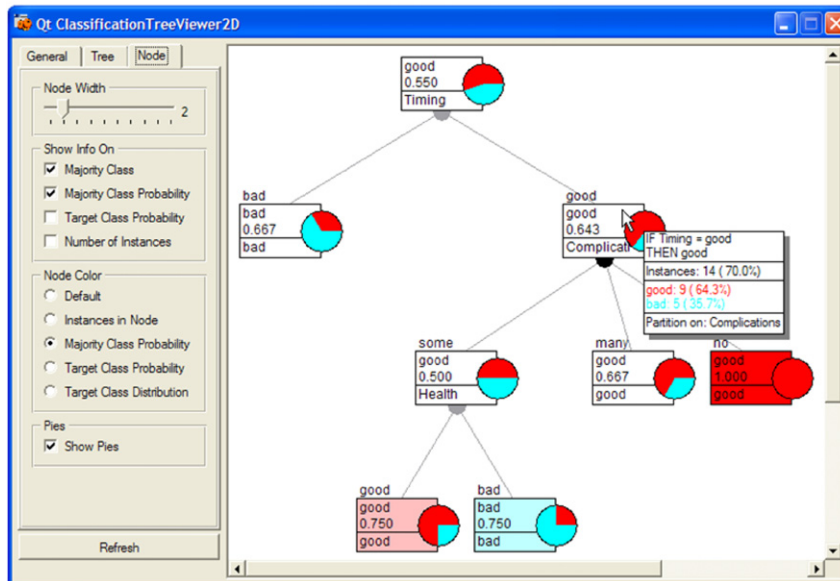 Qt ClassificationTreeViewer2D
General Tree Node
Node Width
2
Show Info On
Majority Class
Majority Class Probability
Target Class Probability
Number of Instances
Node Color
Default
Instances in Node
Majority Class Probability
Target Class Probability
Target Class Distribution
Pies
Show Pies
Refresh
good
0.550
Timing
bad
bad
0.667
bad
good
good
0.643
Complicati
IF Timing = good
THEN good
Instances: 14 (70.0%)
good: 9 (64.3%)
bad: 5 (35.7%)
Partition on: Complications
some
good
0.500
Health
many
good
0.667
good
no
good
1.000
good
good
good
0.750
good
bad
bad
0.750
bad